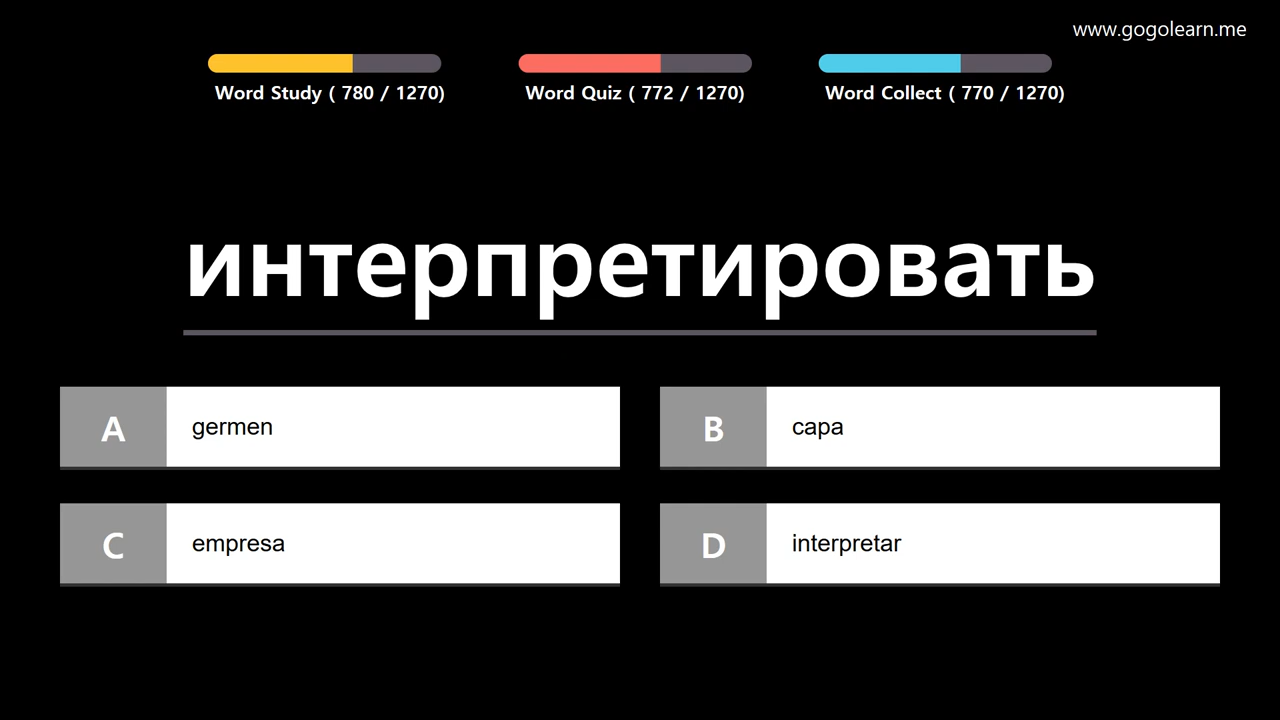 www.gogolearn.me
Word Study ( 780 / 1270)
Word Quiz ( 772 / 1270)
Word Collect ( 770 / 1270)
интерпретировать
A germen
B capa
C empresa
D interpretar